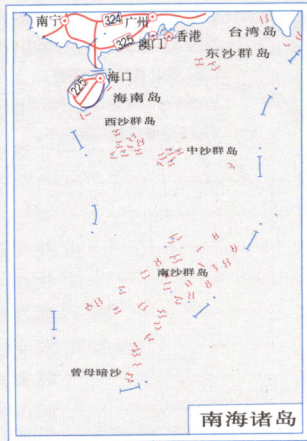 南宁
324
广州
台湾岛
325
澳门
香港
东沙群岛
海口
225
海南岛
西沙群岛
中沙群岛
南沙群岛
曾母暗沙
南海诸岛